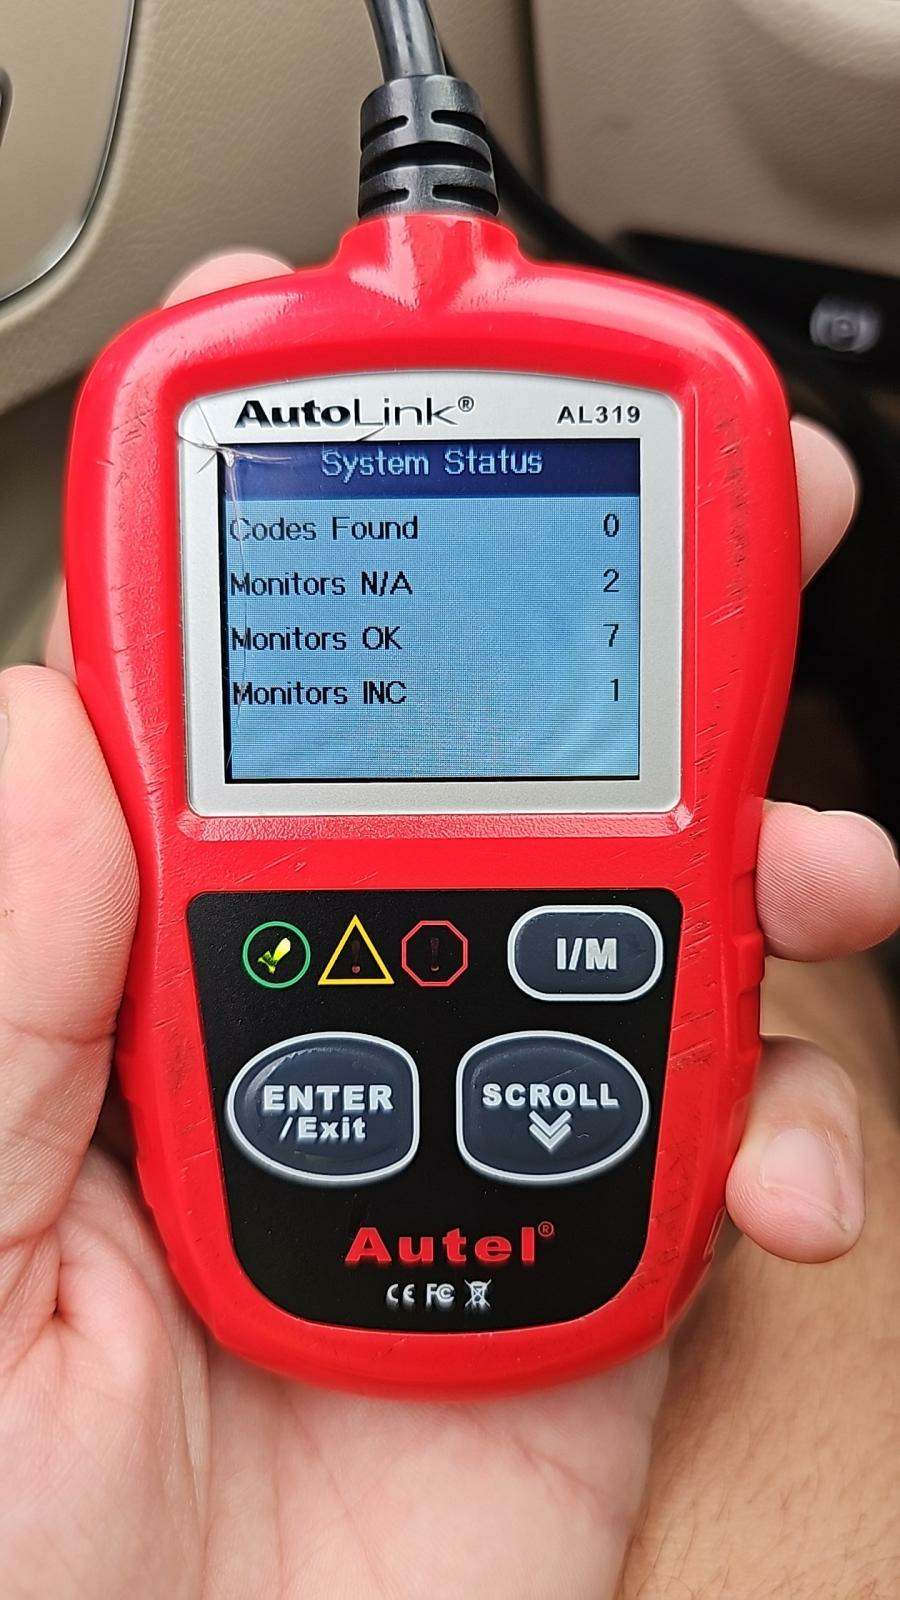 AutoLink® AL319
System Status
Codes Found 0
Monitors N/A 2
Monitors OK 7
Monitors INC 1
I/M
ENTER
/Exit
SCROLL
Autel®
CE FC